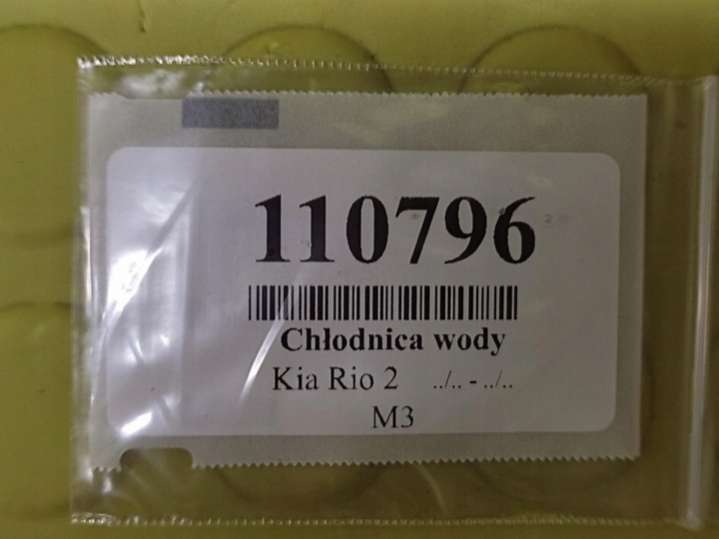 110796
Chłodnica wody
Kia Rio 2 ../.. - ../..
M3